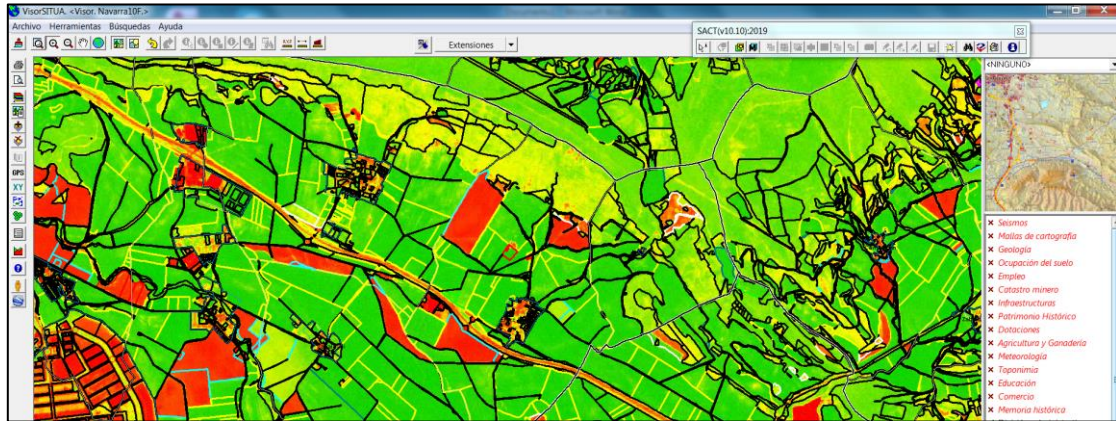 VisorSITUA. <Visor. Navarra10F.>
Archivo Herramientas Búsquedas Ayuda
SACT(v10.10):2019
Extensiones
<NINGUNO>
GPS
XY
Seismos
Mallas de cartografía
Geología
Ocupación del suelo
Empleo
Catastro minero
Infraestructuras
Patrimonio Histórico
Dotaciones
Agricultura y Ganadería
Meteorología
Toponimia
Educación
Comercio
Memoria histórica